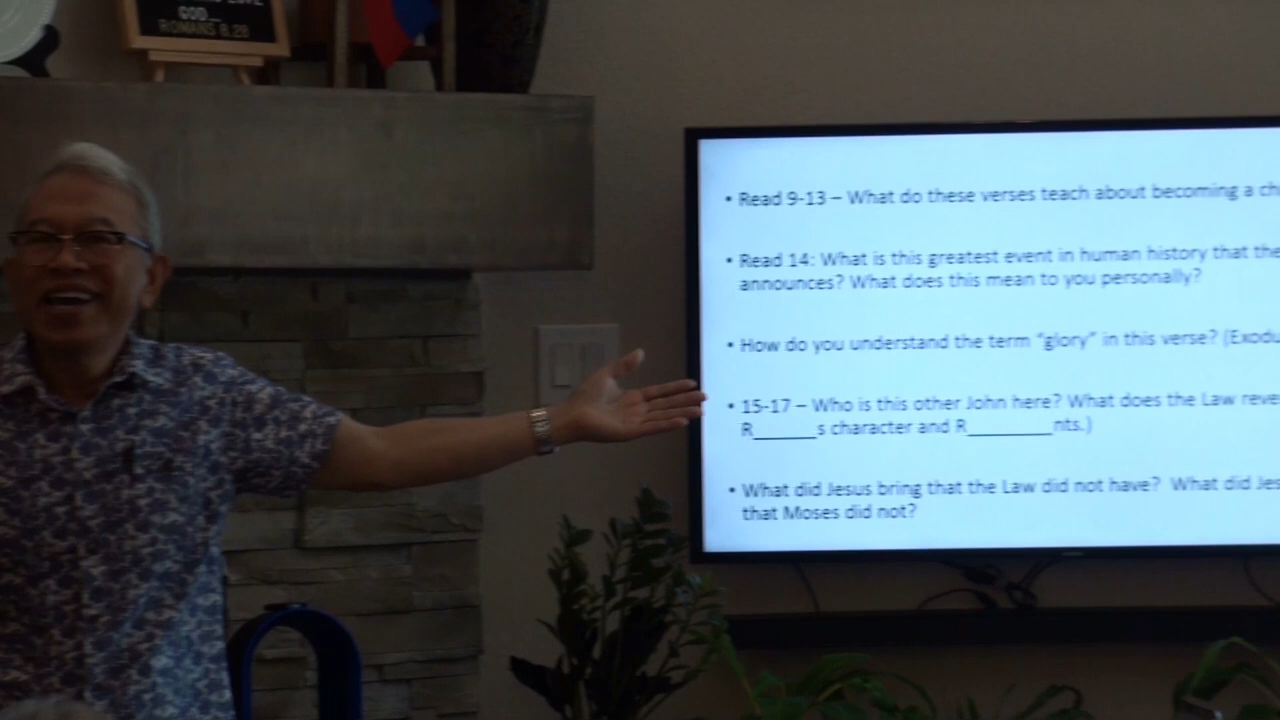 LOVE
GOD...
ROMANS 8.28
• Read 9-13 – What do these verses teach about becoming a ch
• Read 14: What is this greatest event in human history that the
announces? What does this mean to you personally?
• How do you understand the term "glory" in this verse? (Exodu
• 15-17 – Who is this other John here? What does the Law reve
R______s character and R________nts.)
• What did Jesus bring that the Law did not have? What did Jes
that Moses did not?